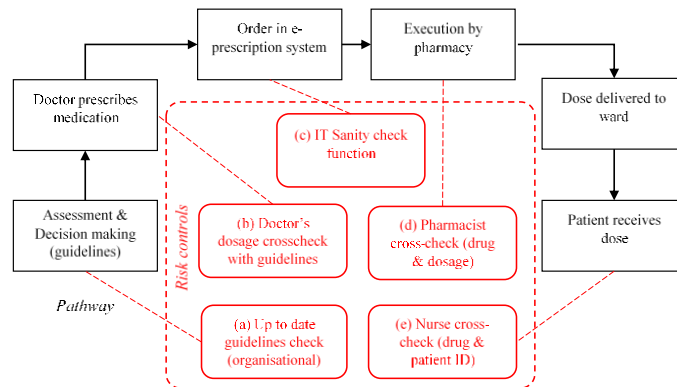 Order in e-
prescription system
Execution by
pharmacy
Doctor prescribes
medication
Dose delivered to
ward
(c) IT Sanity check
function
Assessment &
Decision making
(guidelines)
(b) Doctor's
dosage crosscheck
with guidelines
(d) Pharmacist
cross-check (drug
& dosage)
Patient receives
dose
Risk controls
Pathway
(a) Up to date
guidelines check
(organisational)
(e) Nurse cross-
check (drug &
patient ID)